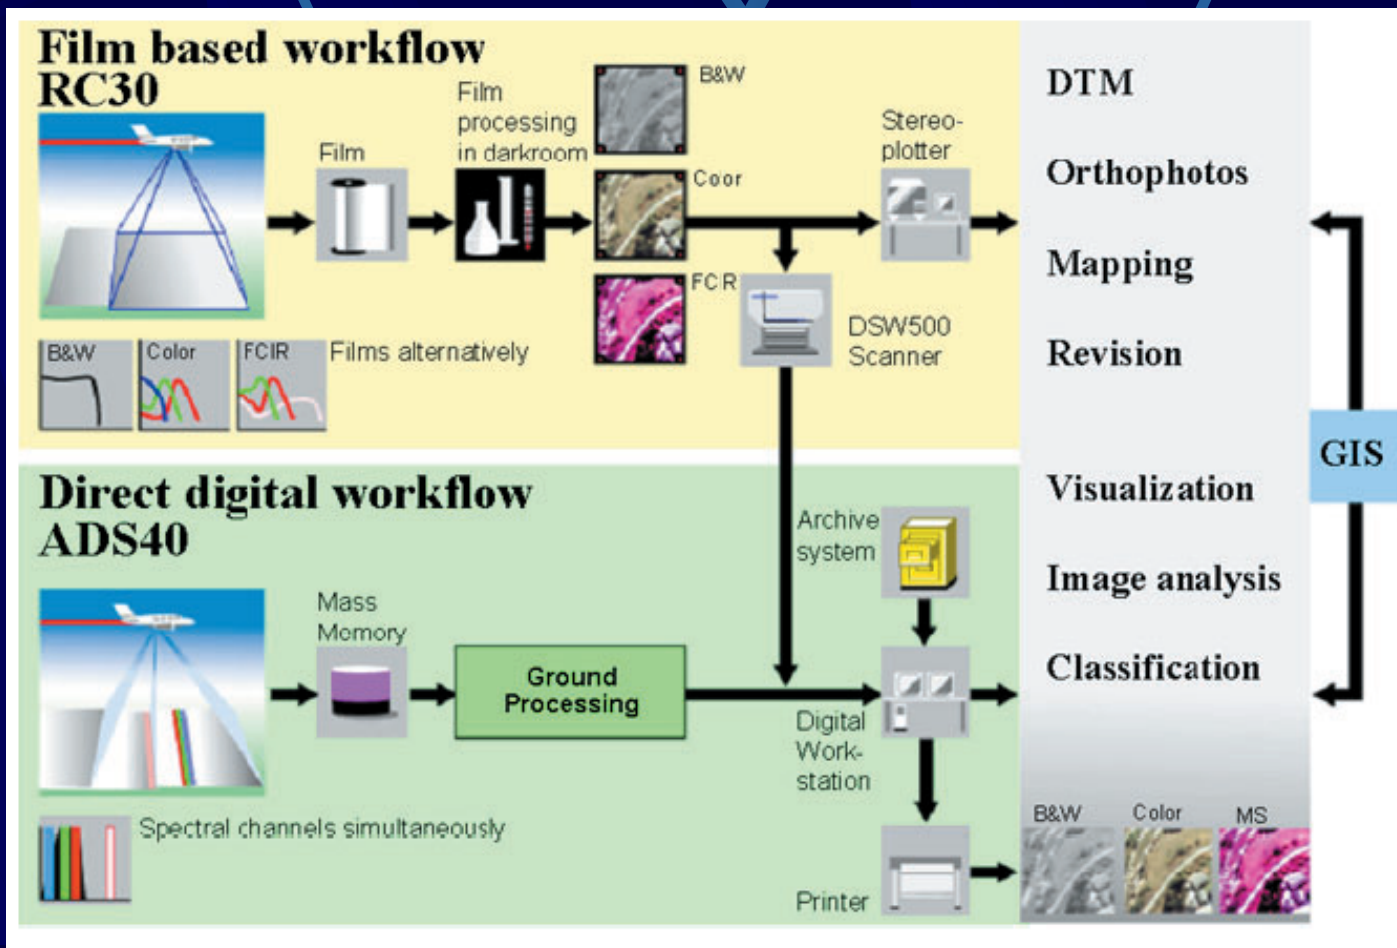 Film based workflow
RC30
Film
Film
processing
in darkroom
B&W
Coor
FCR
Stereo-
plotter
DSW500
Scanner
B&W
Color
FCIR
Films alternatively
Direct digital workflow
ADS40
Mass
Memory
Ground
Processing
Archive
system
Digital
Work-
station
Printer
Spectral channels simultaneously
DTM
Orthophotos
Mapping
Revision
Visualization
Image analysis
Classification
B&W
Color
MS
GIS